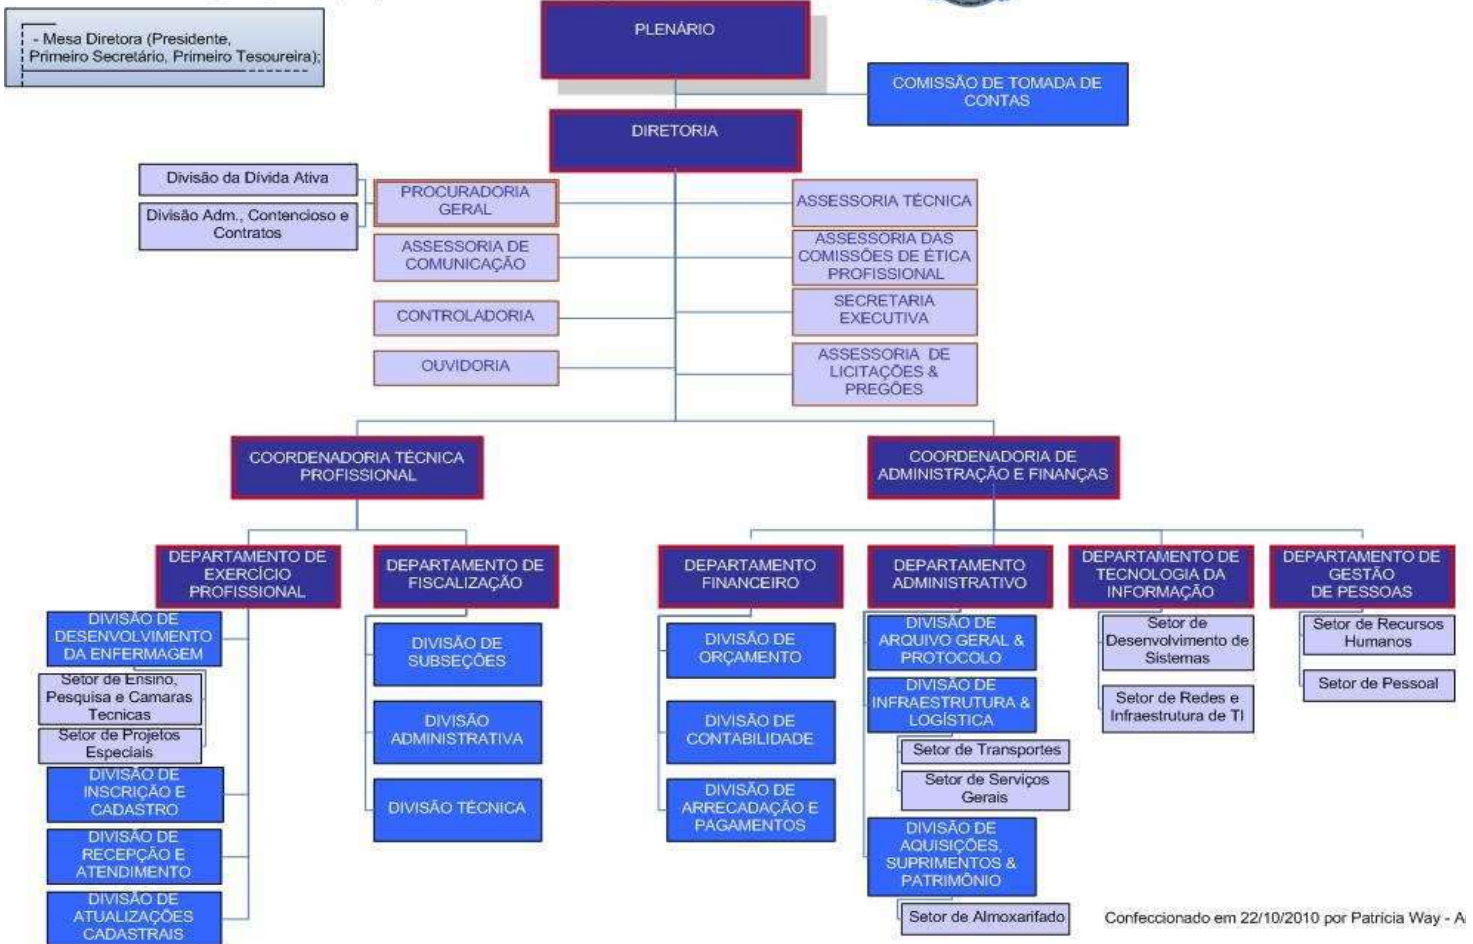 - Mesa Diretora (Presidente,
Primeiro Secretário, Primeiro Tesoureira);
PLENÁRIO
COMISSÃO DE TOMADA DE
CONTAS
DIRETORIA
Divisão da Dívida Ativa
Divisão Adm., Contencioso e
Contratos
PROCURADORIA
GERAL
ASSESSORIA TÉCNICA
ASSESSORIA DE
COMUNICAÇÃO
ASSESSORIA DAS
COMISSÕES DE ÉTICA
PROFISSIONAL
CONTROLADORIA
SECRETARIA
EXECUTIVA
OUVIDORIA
ASSESSORIA DE
LICITAÇÕES &
PREGÕES
COORDENADORIA TÉCNICA
PROFISSIONAL
COORDENADORIA DE
ADMINISTRAÇÃO E FINANÇAS
DEPARTAMENTO DE
EXERCÍCIO
PROFISSIONAL
DEPARTAMENTO DE
FISCALIZAÇÃO
DEPARTAMENTO
FINANCEIRO
DEPARTAMENTO
ADMINISTRATIVO
DEPARTAMENTO DE
TECNOLOGIA DA
INFORMAÇÃO
DEPARTAMENTO DE
GESTÃO
DE PESSOAS
DIVISÃO DE
DESENVOLVIMENTO
DA ENFERMAGEM
Setor de Ensino,
Pesquisa e Camaras
Tecnicas
Setor de Projetos
Especiais
DIVISÃO DE
INSCRIÇÃO E
CADASTRO
DIVISÃO DE
RECEPÇÃO E
ATENDIMENTO
DIVISÃO DE
ATUALIZAÇÕES
CADASTRAIS
DIVISÃO DE
SUBSEÇÕES
DIVISÃO
ADMINISTRATIVA
DIVISÃO TÉCNICA
DIVISÃO DE
ORÇAMENTO
DIVISÃO DE
CONTABILIDADE
DIVISÃO DE
ARRECADAÇÃO E
PAGAMENTOS
DIVISÃO DE
ARQUIVO GERAL &
PROTOCOLO
DIVISÃO DE
INFRAESTRUTURA &
LOGÍSTICA
Setor de Transportes
Setor de Serviços
Gerais
DIVISÃO DE
AQUISIÇÕES,
SUPRIMENTOS &
PATRIMÔNIO
Setor de Almoxarifado
Setor de
Desenvolvimento de
Sistemas
Setor de Redes e
Infraestrutura de TI
Setor de Recursos
Humanos
Setor de Pessoal
Confeccionado em 22/10/2010 por Patrícia Way -